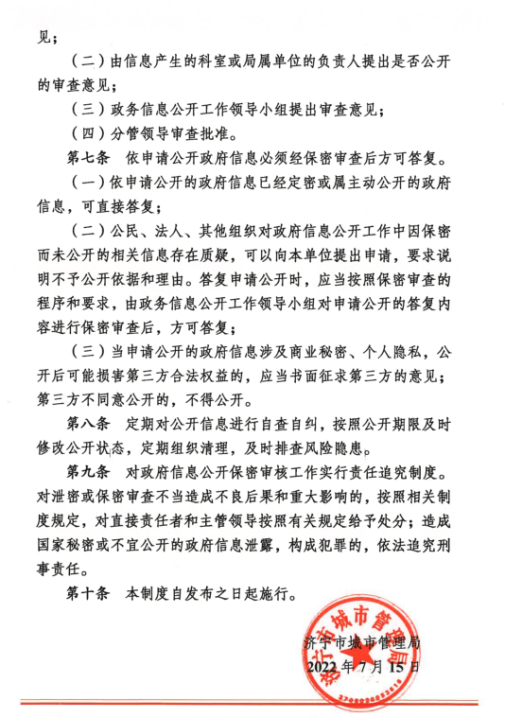 见；
（二）由信息产生的科室或局属单位的负责人提出是否公开
的审查意见；
（三）政务信息公开工作领导小组提出审查意见；
（四）分管领导审查批准。
第七条 依申请公开政府信息必须经保密审查后方可答复。
（一）依申请公开的政府信息已经定密或属主动公开的政府
信息，可直接答复；
（二）公民、法人、其他组织对政府信息公开工作中因保密
而未公开的相关信息存在质疑，可以向本单位提出申请，要求说
明不予公开依据和理由。答复申请公开时，应当按照保密审查的
程序和要求，由政务信息公开工作领导小组对申请公开的答复内
容进行保密审查后，方可答复；
（三）当申请公开的政府信息涉及商业秘密、个人隐私，公
开后可能损害第三方合法权益的，应当书面征求第三方的意见；
第三方不同意公开的，不得公开。
第八条 定期对公开信息进行自查自纠，按照公开期限及时
修改公开状态，定期组织清理，及时排查风险隐患。
第九条 对政府信息公开保密审核工作实行责任追究制度。
对泄密或保密审查不当造成不良后果和重大影响的，按照相关制
度规定，对直接责任者和主管领导按照有关规定给予处分；造成
国家秘密或不宜公开的政府信息泄露，构成犯罪的，依法追究刑
事责任。
第十条 本制度自发布之日起施行。
济宁市城市管理局
济宁市城市管理局
2022 年 7 月 15 日